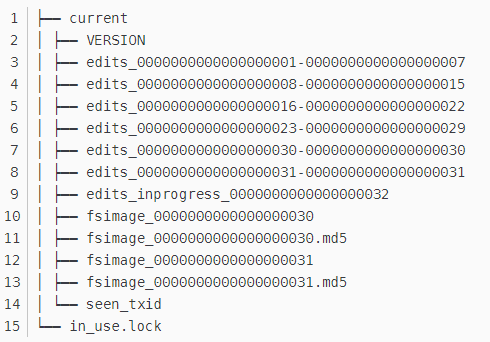 1 ├── current
2 │ ├── VERSION
3 │ ├── edits_0000000000000000001-0000000000000000007
4 │ ├── edits_0000000000000000008-0000000000000000015
5 │ ├── edits_0000000000000000016-0000000000000000022
6 │ ├── edits_0000000000000000023-0000000000000000029
7 │ ├── edits_0000000000000000030-0000000000000000030
8 │ ├── edits_0000000000000000031-0000000000000000031
9 │ ├── edits_inprogress_0000000000000000032
10 │ ├── fsimage_0000000000000000030
11 │ ├── fsimage_0000000000000000030.md5
12 │ ├── fsimage_0000000000000000031
13 │ ├── fsimage_0000000000000000031.md5
14 │ └── seen_txid
15 └── in_use.lock